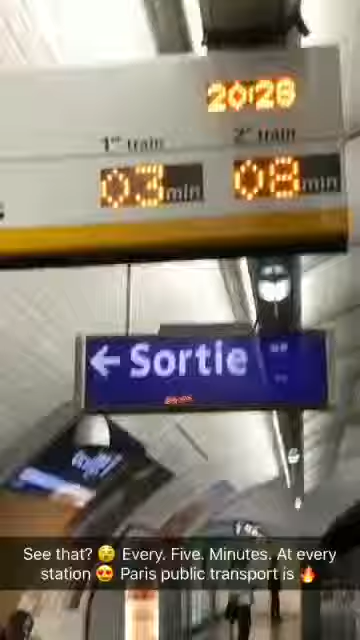 20:28
1er train 2e train
03 min 08 min
← Sortie
See that? 😪 Every. Five. Minutes. At every
station 😍 Paris public transport is 🔥